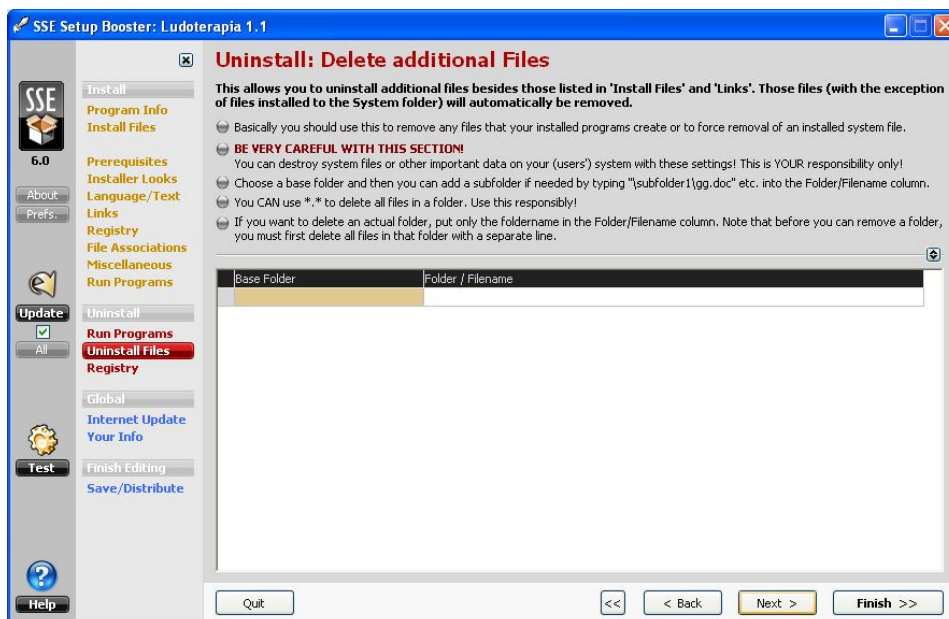 SSE Setup Booster: Ludoterapia 1.1
SSE
6.0
About
Prefs.
Update
All
Test
Help
Install
Program Info
Install Files
Prerequisites
Installer Looks
Language/Text
Links
Registry
File Associations
Miscellaneous
Run Programs
Uninstall
Run Programs
Uninstall Files
Registry
Global
Internet Update
Your Info
Finish Editing
Save/Distribute
Uninstall: Delete additional Files
This allows you to uninstall additional files besides those listed in 'Install Files' and 'Links'. Those files (with the exception
of files installed to the System folder) will automatically be removed.
Basically you should use this to remove any files that your installed programs create or to force removal of an installed system file.
BE VERY CAREFUL WITH THIS SECTION!
You can destroy system files or other important data on your (users') system with these settings! This is YOUR responsibility only!
Choose a base folder and then you can add a subfolder if needed by typing "\subfolder1\gg.doc" etc. into the Folder/Filename column.
You CAN use *.* to delete all files in a folder. Use this responsibly!
If you want to delete an actual folder, put only the foldername in the Folder/Filename column. Note that before you can remove a folder,
you must first delete all files in that folder with a separate line.
Base Folder Folder / Filename
Quit << < Back Next > Finish >>